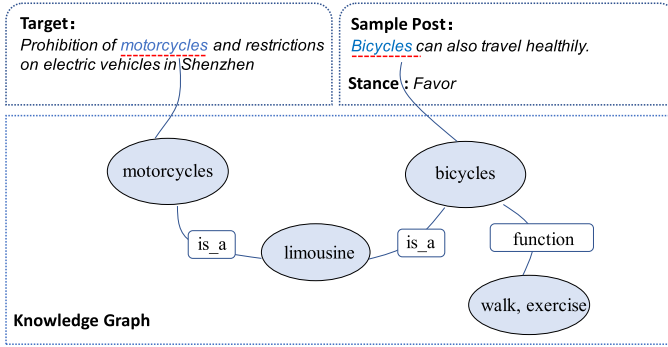 Target：
Prohibition of motorcycles and restrictions
on electric vehicles in Shenzhen
Sample Post：
Bicycles can also travel healthily.
Stance：Favor
motorcycles
bicycles
is_a
limousine
is_a
function
walk, exercise
Knowledge Graph